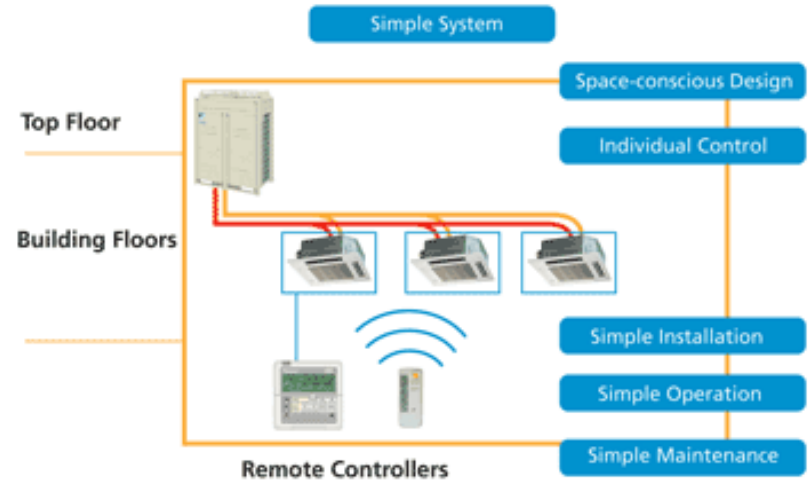 Simple System
Space-conscious Design
Top Floor
Individual Control
Building Floors
Simple Installation
Simple Operation
Simple Maintenance
Remote Controllers